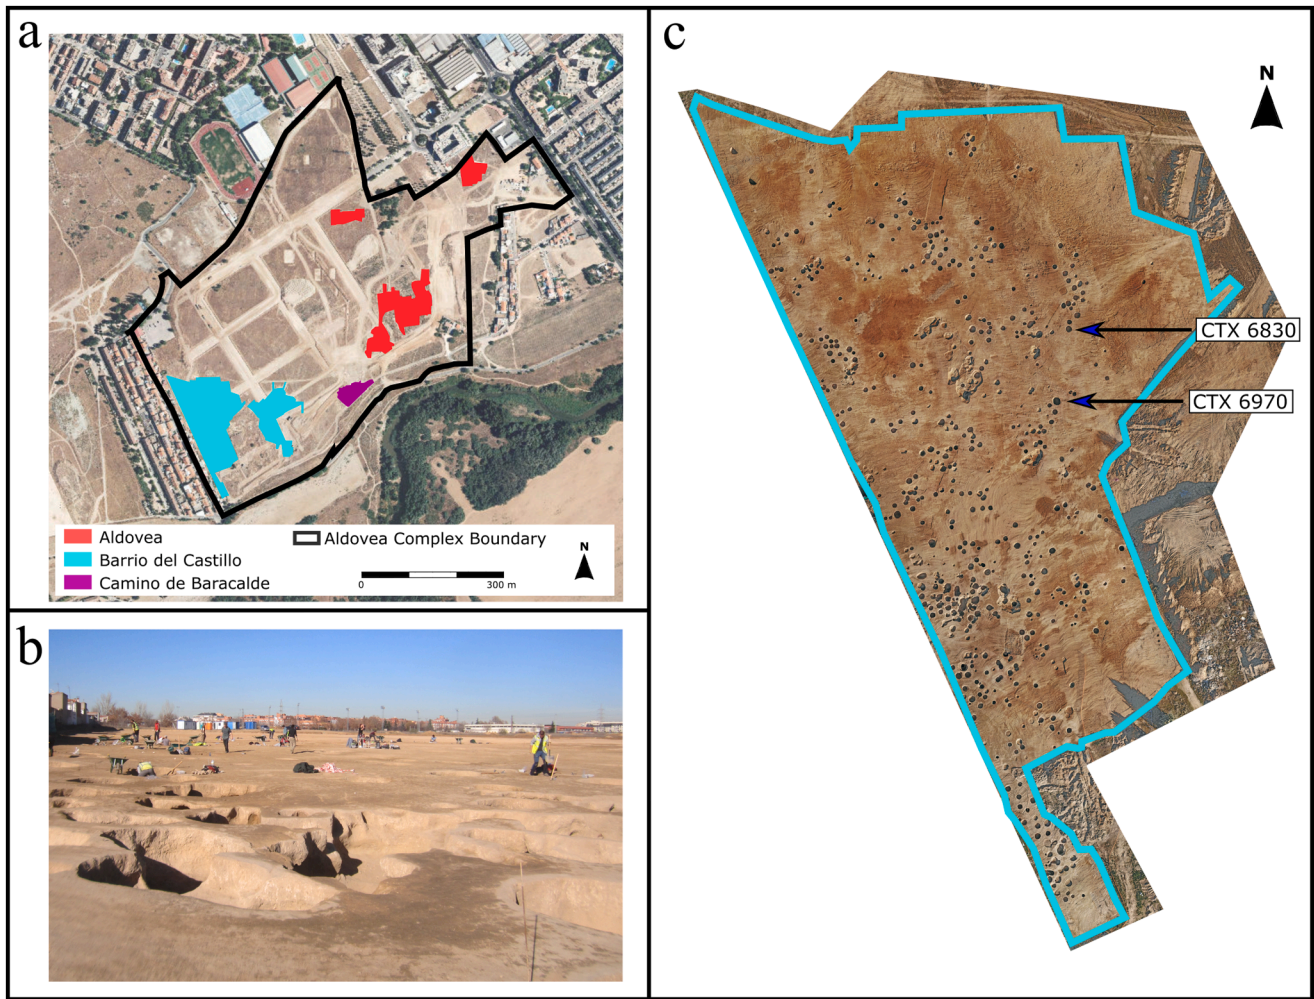 a
Aldovea
Barrio del Castillo
Camino de Baracalde
Aldovea Complex Boundary
0
300 m
N
b
c
N
CTX 6830
CTX 6970